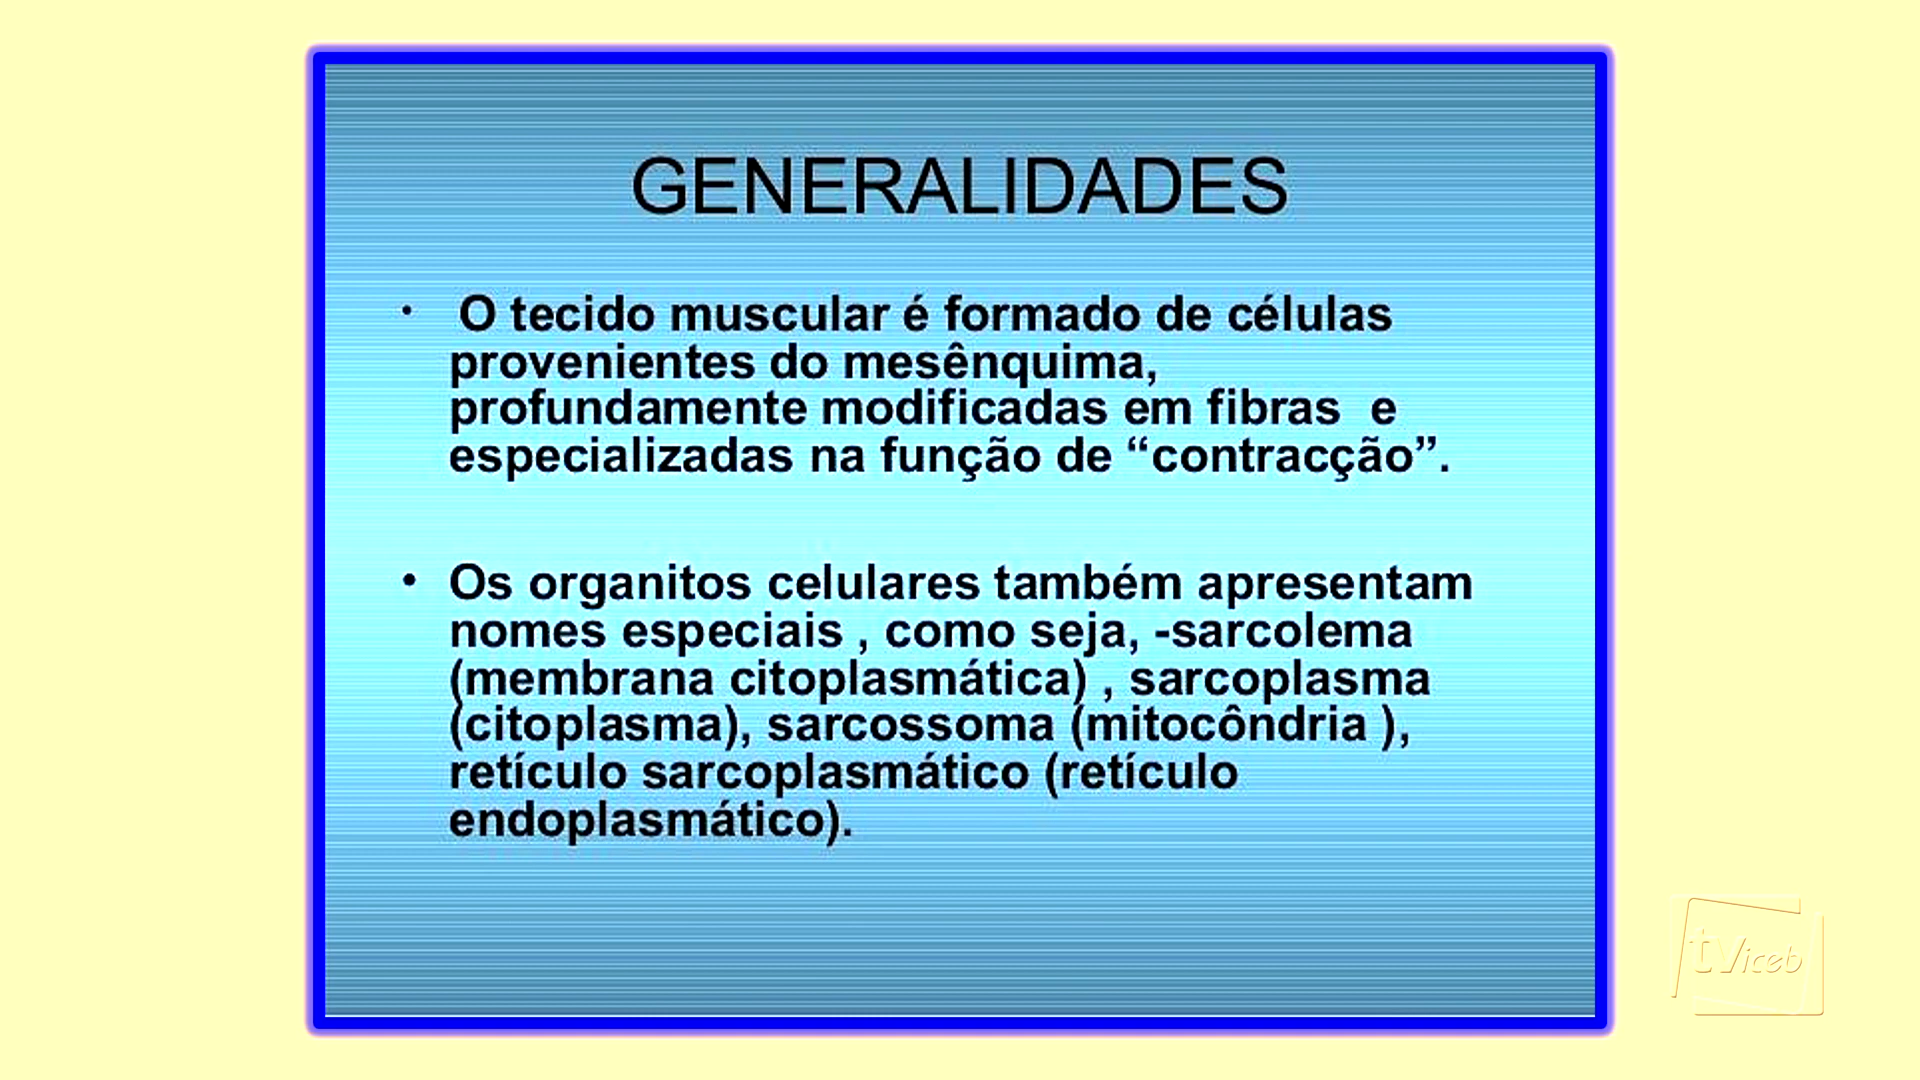 GENERALIDADES
• O tecido muscular é formado de células
provenientes do mesênquima,
profundamente modificadas em fibras e
especializadas na função de “contracção”.
• Os organitos celulares também apresentam
nomes especiais , como seja, -sarcolema
(membrana citoplasmática) , sarcoplasma
(citoplasma), sarcossoma (mitocôndria ),
retículo sarcoplasmático (retículo
endoplasmático).
tviceb